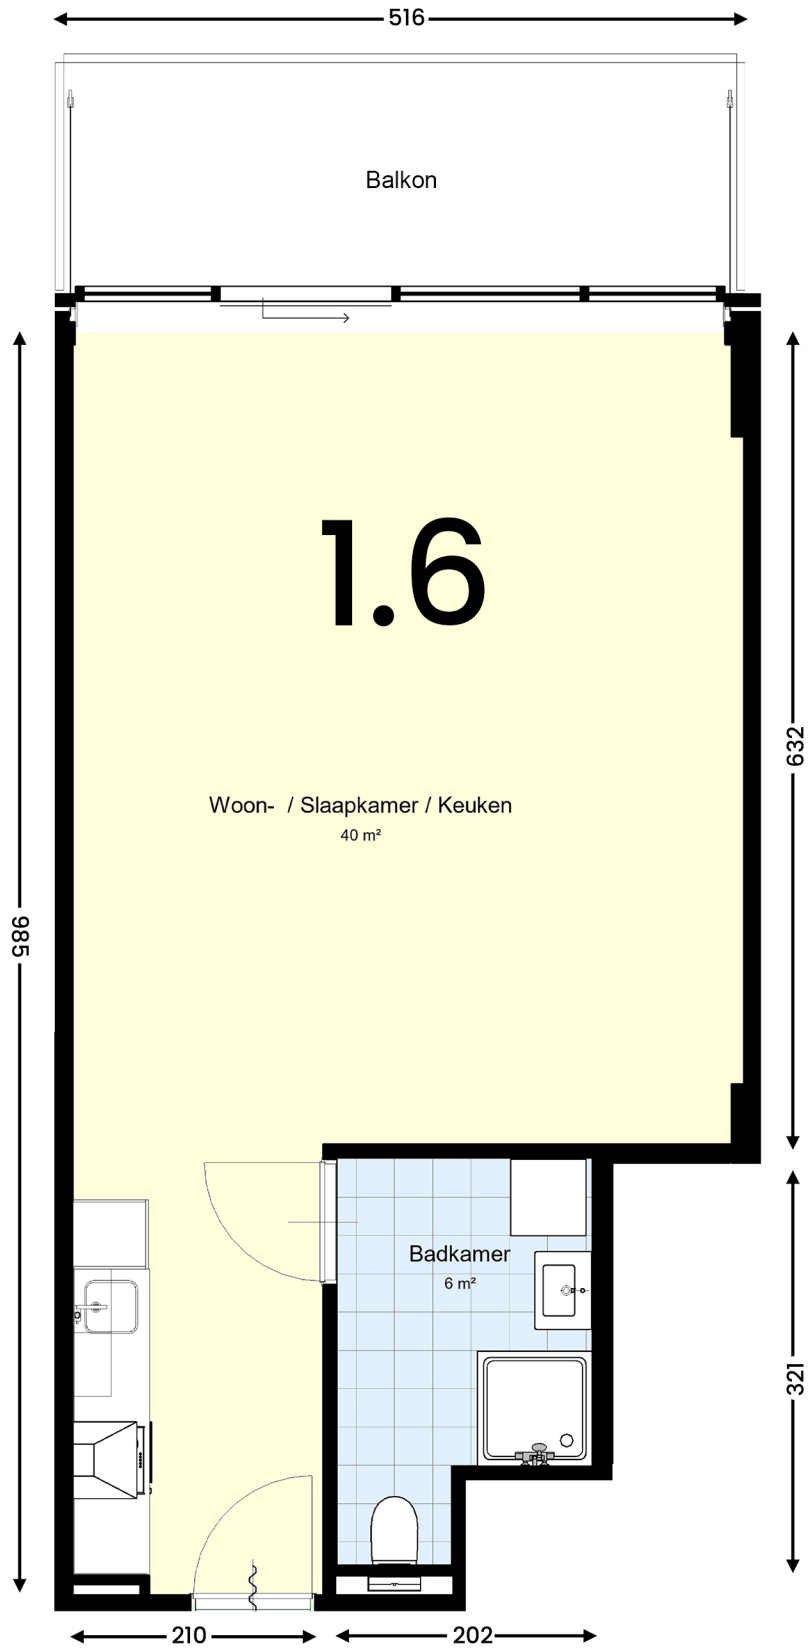 516
Balkon
1.6
632
Woon- / Slaapkamer / Keuken
40 m²
985
Badkamer
6 m²
321
210
202